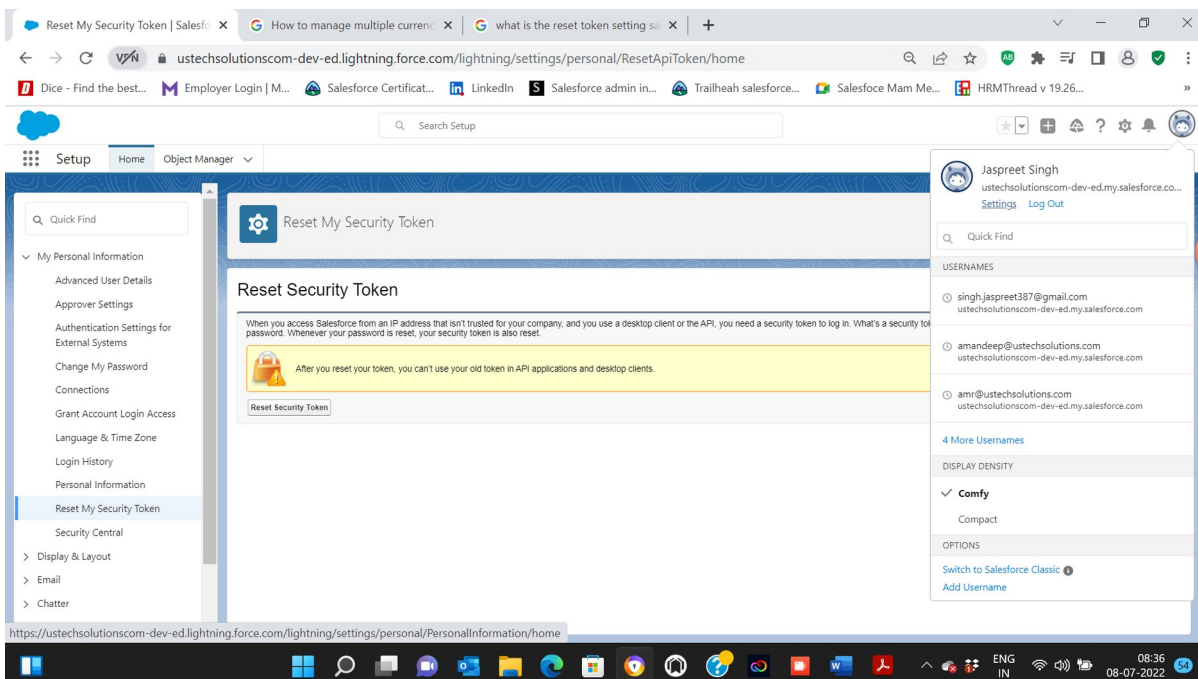 Reset My Security Token | Salesfo
How to manage multiple currenc
what is the reset token setting sa
VPN
ustechsolutionscom-dev-ed.lightning.force.com/lightning/settings/personal/ResetApiToken/home
Dice - Find the best...
Employer Login | M...
Salesforce Certificat...
LinkedIn
Salesforce admin in...
Trailheah salesforce...
Salesfoce Mam Me...
HRMThread v 19.26...
»
Search Setup
Setup
Home
Object Manager
Quick Find
My Personal Information
Advanced User Details
Approver Settings
Authentication Settings for
External Systems
Change My Password
Connections
Grant Account Login Access
Language & Time Zone
Login History
Personal Information
Reset My Security Token
Security Central
Display & Layout
Email
Chatter
Reset My Security Token
Reset Security Token
When you access Salesforce from an IP address that isn't trusted for your company, and you use a desktop client or the API, you need a security token to log in. What's a security to
password. Whenever your password is reset, your security token is also reset.
After you reset your token, you can't use your old token in API applications and desktop clients.
Reset Security Token
Jaspreet Singh
ustechsolutionscom-dev-ed.my.salesforce.co...
Settings Log Out
Quick Find
USERNAMES
singh.jaspreet387@gmail.com
ustechsolutionscom-dev-ed.my.salesforce.com
amandeep@ustechsolutions.com
ustechsolutionscom-dev-ed.my.salesforce.com
amr@ustechsolutions.com
ustechsolutionscom-dev-ed.my.salesforce.com
4 More Usernames
DISPLAY DENSITY
Comfy
Compact
OPTIONS
Switch to Salesforce Classic
Add Username
https://ustechsolutionscom-dev-ed.lightning.force.com/lightning/settings/personal/PersonalInformation/home
ENG
IN
08:36
08-07-2022
54